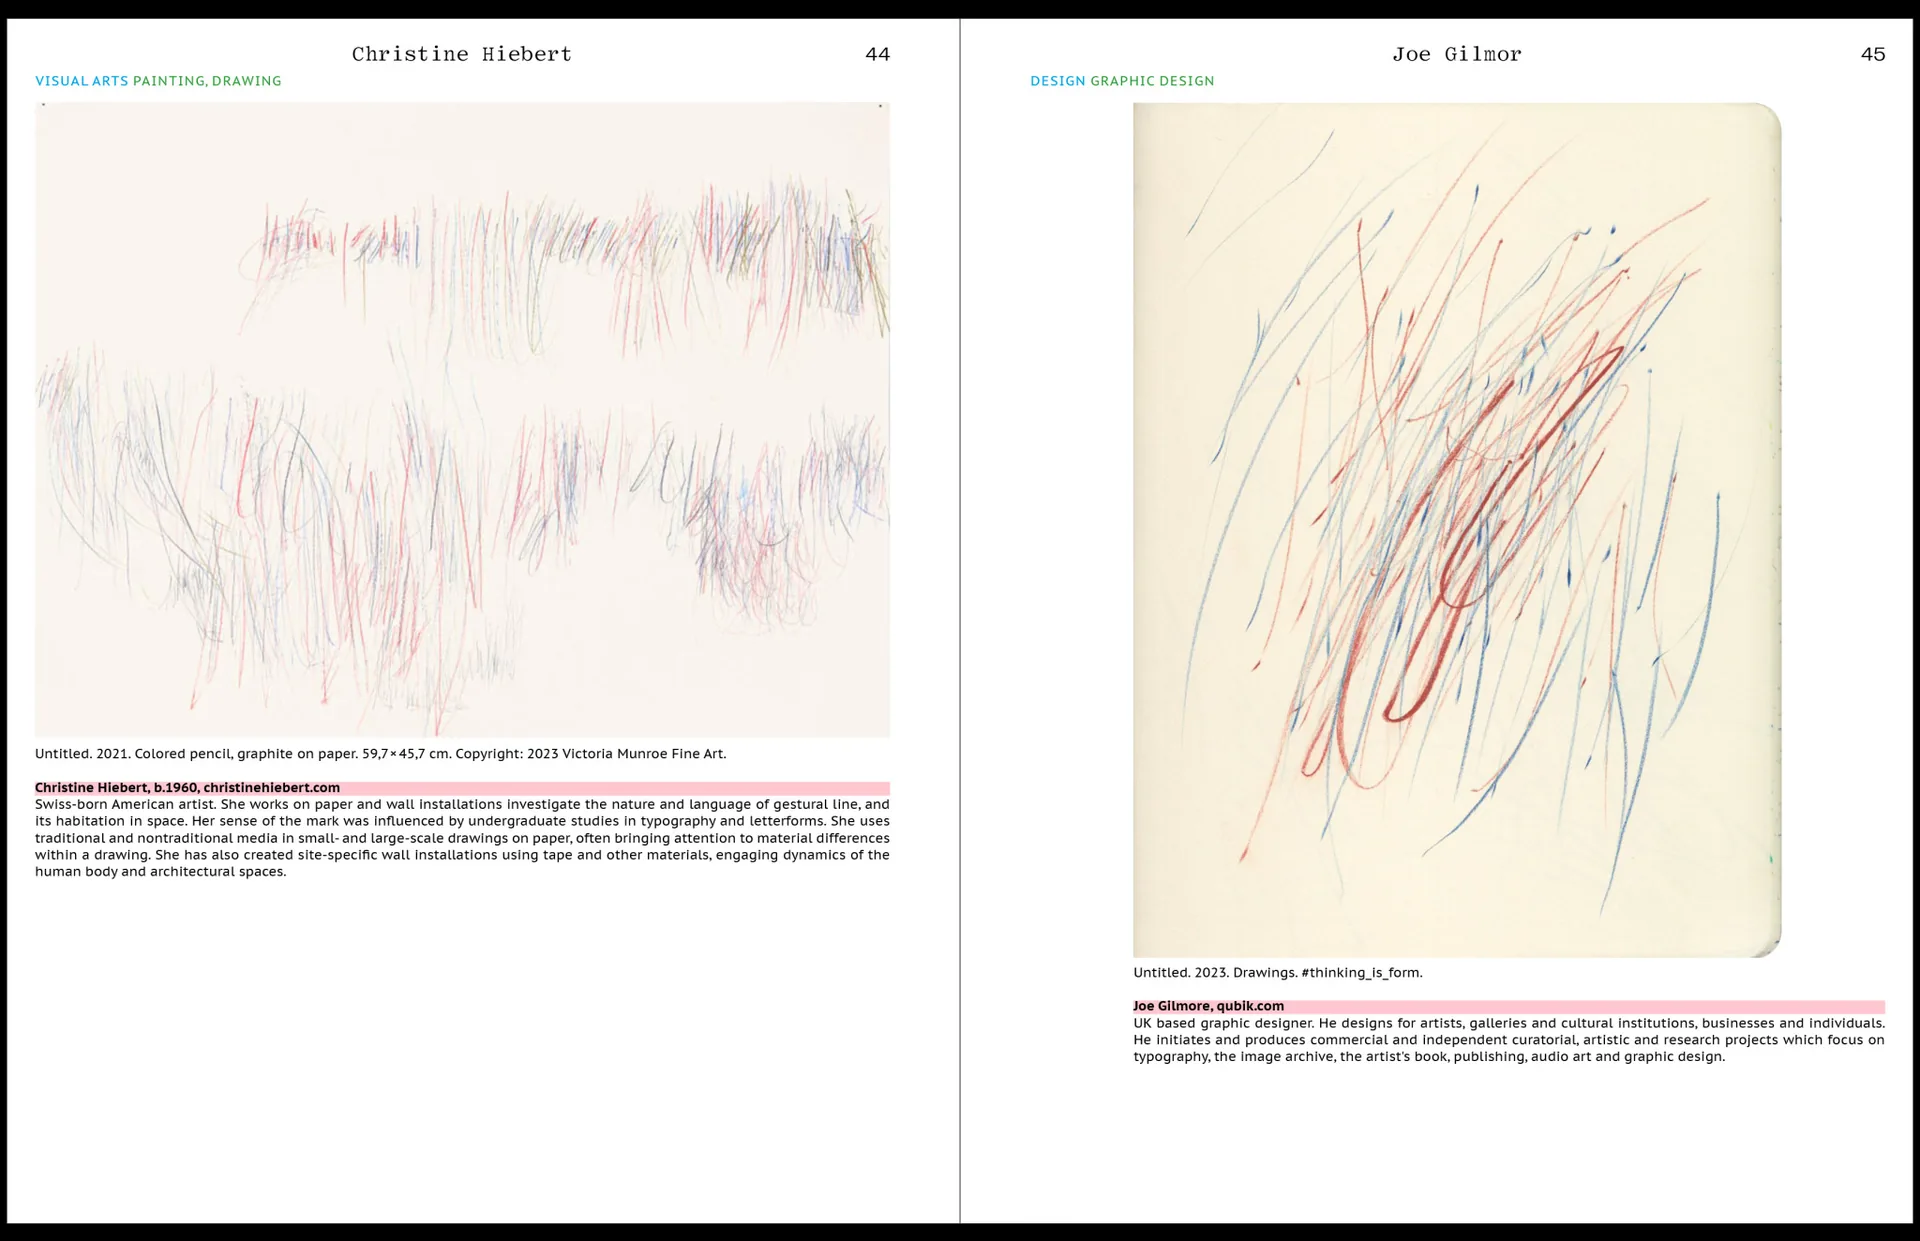 Christine Hiebert 44
VISUAL ARTS PAINTING, DRAWING
Untitled. 2021. Colored pencil, graphite on paper. 59,7×45,7 cm. Copyright: 2023 Victoria Munroe Fine Art.
Christine Hiebert, b.1960, christinehiebert.com
Swiss-born American artist. She works on paper and wall installations investigate the nature and language of gestural line, and
its habitation in space. Her sense of the mark was influenced by undergraduate studies in typography and letterforms. She uses
traditional and nontraditional media in small- and large-scale drawings on paper, often bringing attention to material differences
within a drawing. She has also created site-specific wall installations using tape and other materials, engaging dynamics of the
human body and architectural spaces.
Joe Gilmor 45
DESIGN GRAPHIC DESIGN
Untitled. 2023. Drawings. #thinking_is_form.
Joe Gilmore, qubik.com
UK based graphic designer. He designs for artists, galleries and cultural institutions, businesses and individuals.
He initiates and produces commercial and independent curatorial, artistic and research projects which focus on
typography, the image archive, the artist's book, publishing, audio art and graphic design.